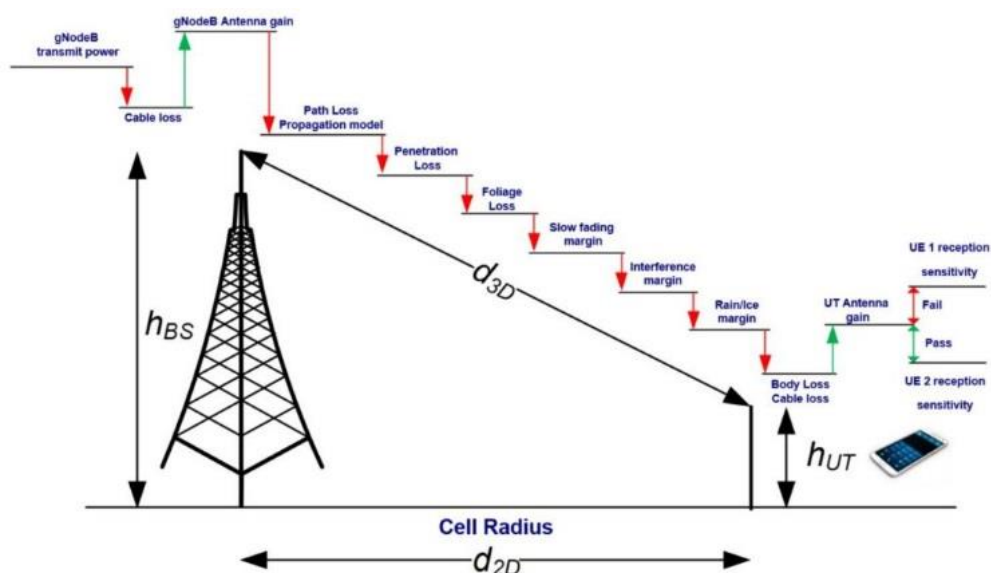 gNodeB Antenna gain
gNodeB
transmit power
Cable loss
Path Loss
Propagation model
Penetration
Loss
Foliage
Loss
Slow fading
margin
Interference
margin
Rain/Ice
margin
Body Loss
Cable loss
UT Antenna
gain
UE 1 reception
sensitivity
Fail
Pass
UE 2 reception
sensitivity
hBS
d3D
hUT
Cell Radius
d2D